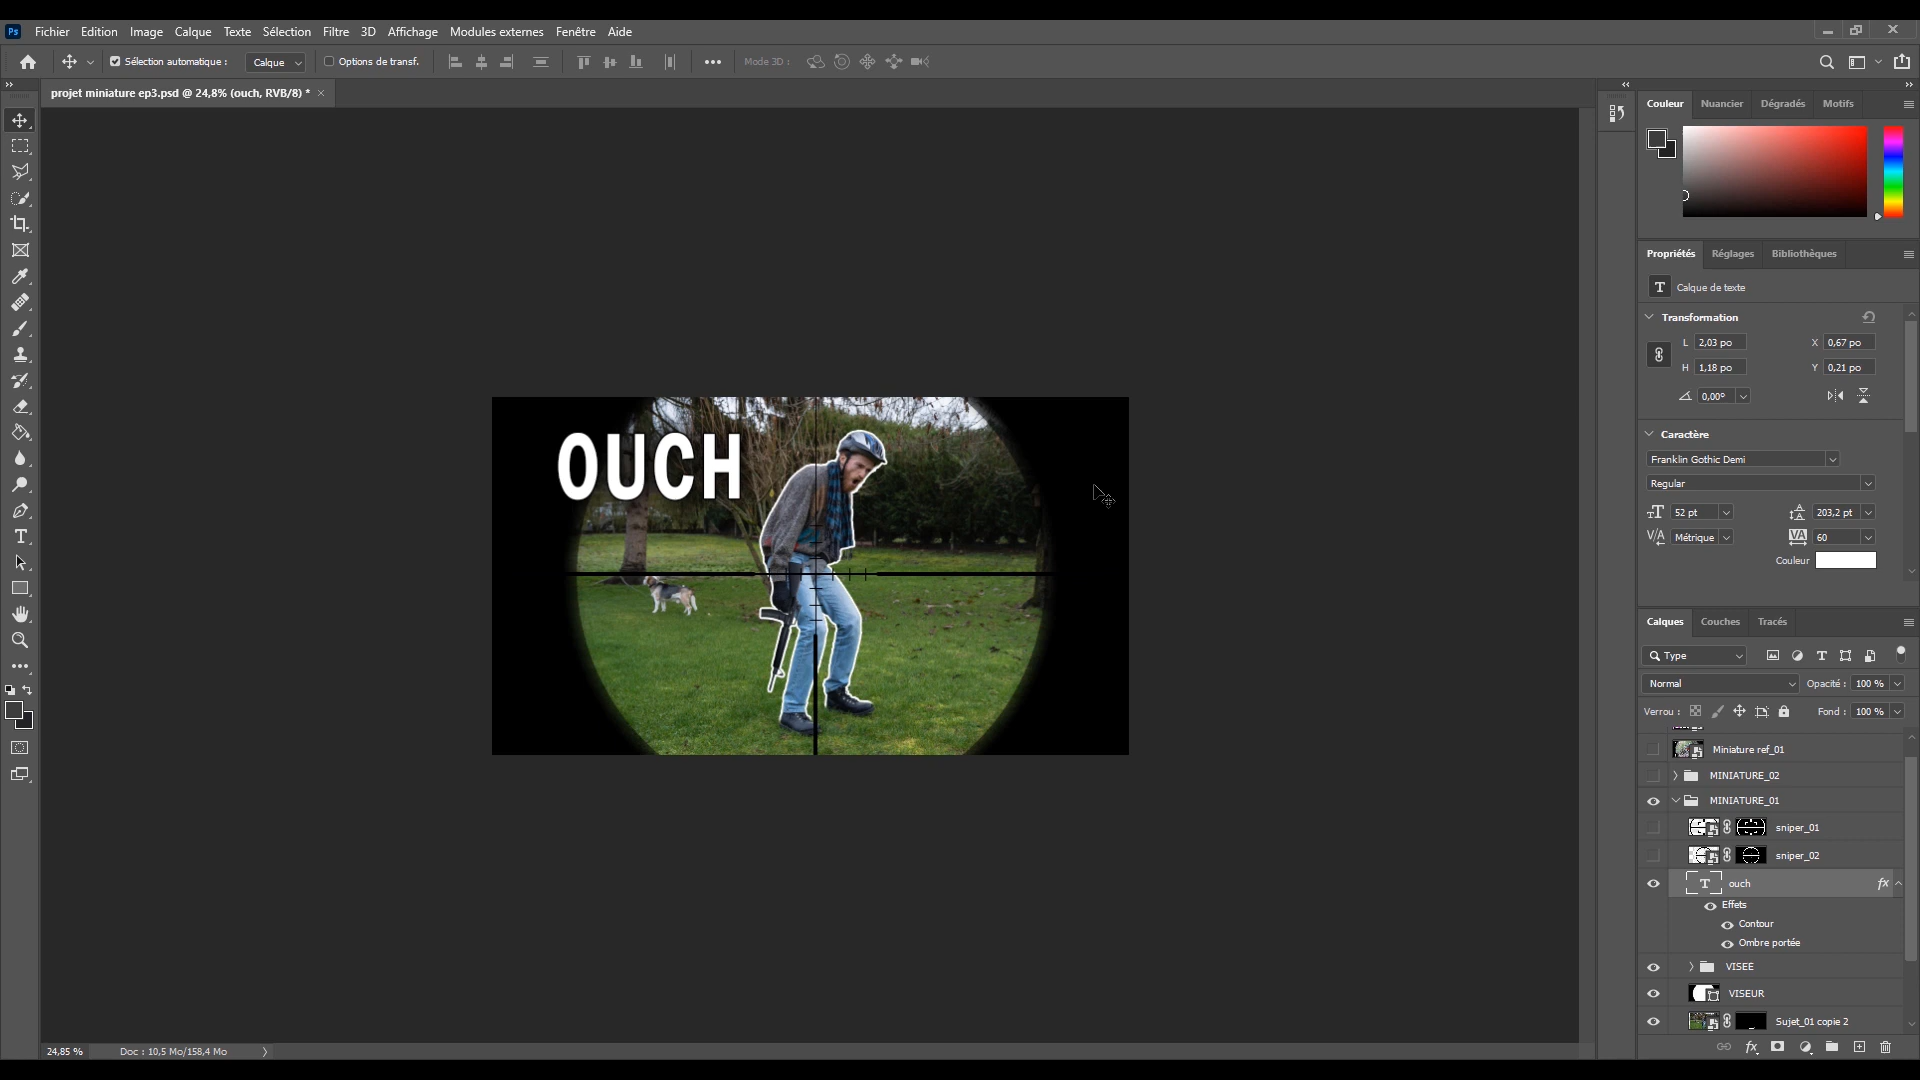 Ps Fichier Edition Image Calque Texte Sélection Filtre 3D Affichage Modules externes Fenêtre Aide
Sélection automatique : Calque Options de transf. Mode 3D :
projet miniature ep3.psd @ 24,8% (ouch, RVB/8) *
Couleur Nuancier Dégradés Motifs
Propriétés Réglages Bibliothèques
T Calque de texte
Transformation
L 2,03 po X 0,67 po
H 1,18 po Y 0,21 po
0,00°
Caractère
Franklin Gothic Demi
Regular
52 pt 203,2 pt
Métrique 60
Couleur
OUCH
Calques Couches Tracés
Type
Normal Opacité : 100 %
Verrou : Fond : 100 %
Miniature ref_01
MINIATURE_02
MINIATURE_01
sniper_01
sniper_02
T ouch fx
Effets
Contour
Ombre portée
VISEE
VISEUR
Sujet_01 copie 2
fx
24,85 % Doc : 10,5 Mo/158,4 Mo